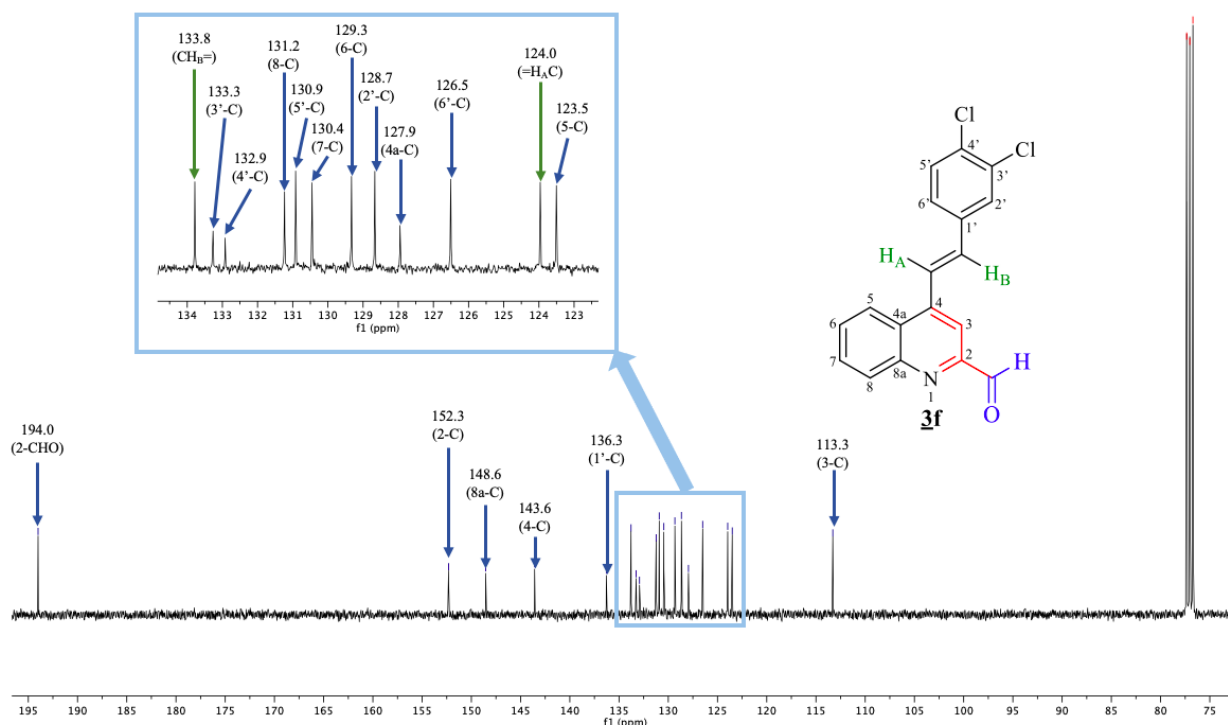 133.8
(CHB=)
133.3
(3'-C)
132.9
(4'-C)
131.2
(8-C)
130.9
(5'-C)
130.4
(7-C)
129.3
(6-C)
128.7
(2'-C)
127.9
(4a-C)
126.5
(6'-C)
124.0
(=HAC)
123.5
(5-C)
134 133 132 131 130 129 128 127 126 125 124 123
f1 (ppm)
Cl
4'
Cl
5'
3'
6'
2'
1'
HA
HB
5
4
4a
3
6
7
2
8a
H
8
N
1
O
3f
194.0
(2-CHO)
152.3
(2-C)
148.6
(8a-C)
143.6
(4-C)
136.3
(1'-C)
113.3
(3-C)
195 190 185 180 175 170 165 160 155 150 145 140 135 130 125 120 115 110 105 100 95 90 85 80 75
f1 (ppm)